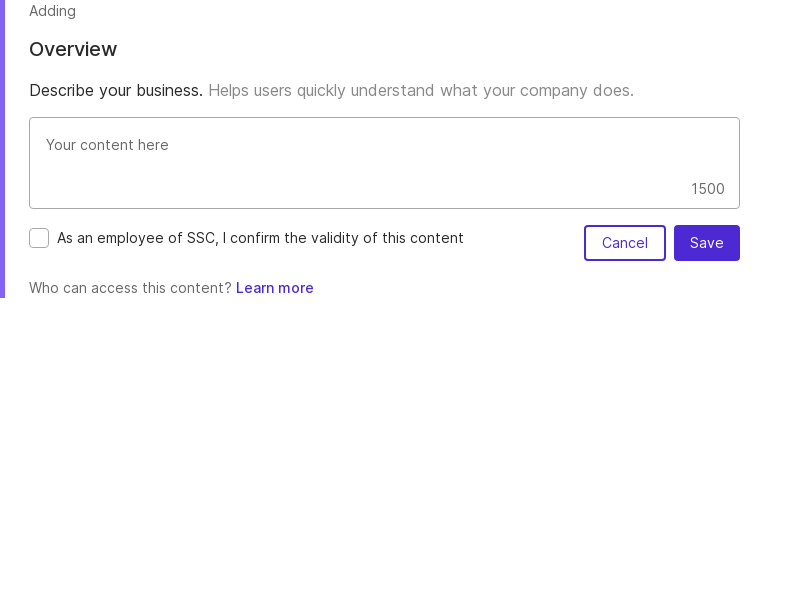 Adding
Overview
Describe your business. Helps users quickly understand what your company does.
Your content here
1500
As an employee of SSC, I confirm the validity of this content
Cancel
Save
Who can access this content? Learn more